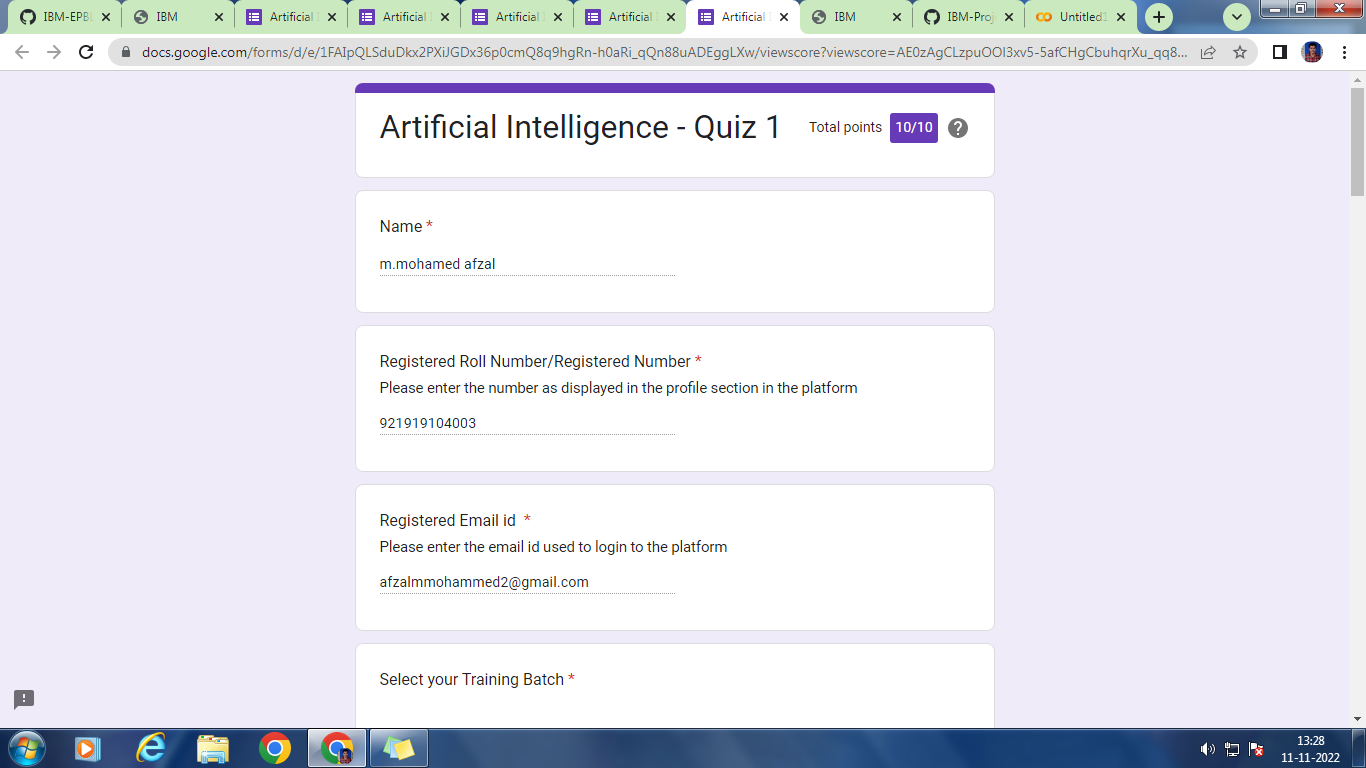 IBM-EPBL
IBM
Artificial I
Artificial I
Artificial I
Artificial I
Artificial I
IBM
IBM-Proj
Untitled1
docs.google.com/forms/d/e/1FAIpQLSduDkx2PXiJGDx36p0cmQ8q9hgRn-h0aRi_qQn88uADEggLXw/viewscore?viewscore=AE0zAgCLzpuOOl3xv5-5afCHgCbuhqrXu_qq8...
Artificial Intelligence - Quiz 1
Total points 10/10
Name *
m.mohamed afzal
Registered Roll Number/Registered Number *
Please enter the number as displayed in the profile section in the platform
921919104003
Registered Email id *
Please enter the email id used to login to the platform
afzalmmohammed2@gmail.com
Select your Training Batch *
13:28
11-11-2022